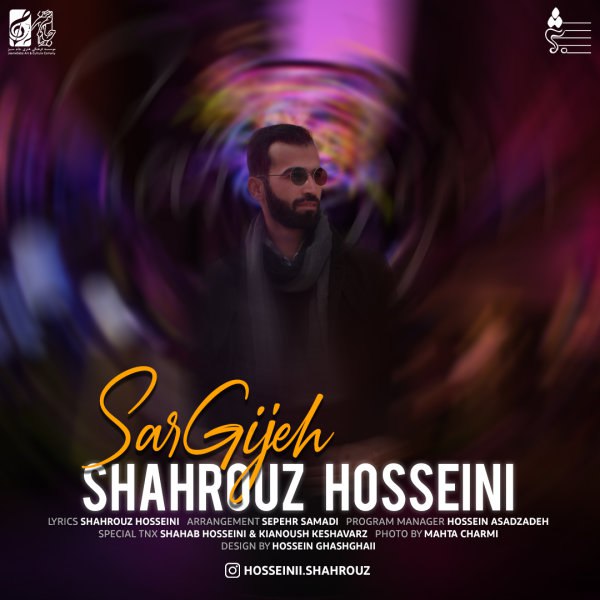 SarGijeh
SHAHROUZ HOSSEINI
LYRICS SHAHROUZ HOSSEINI ARRANGEMENT SEPEHR SAMADI PROGRAM MANAGER HOSSEIN ASADZADEH
SPECIAL TNX SHAHAB HOSSEINI & KIANOUSH KESHAVARZ PHOTO BY MAHTA CHARMI
DESIGN BY HOSSEIN GHASHGHAII
HOSSEINII.SHAHROUZ